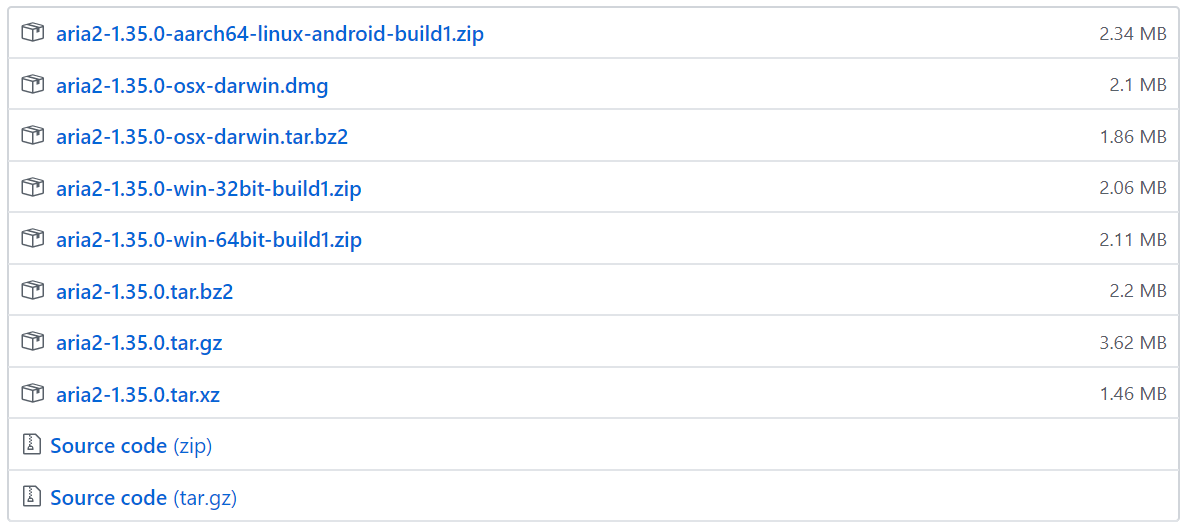 aria2-1.35.0-aarch64-linux-android-build1.zip 2.34 MB
aria2-1.35.0-osx-darwin.dmg 2.1 MB
aria2-1.35.0-osx-darwin.tar.bz2 1.86 MB
aria2-1.35.0-win-32bit-build1.zip 2.06 MB
aria2-1.35.0-win-64bit-build1.zip 2.11 MB
aria2-1.35.0.tar.bz2 2.2 MB
aria2-1.35.0.tar.gz 3.62 MB
aria2-1.35.0.tar.xz 1.46 MB
Source code (zip)
Source code (tar.gz)